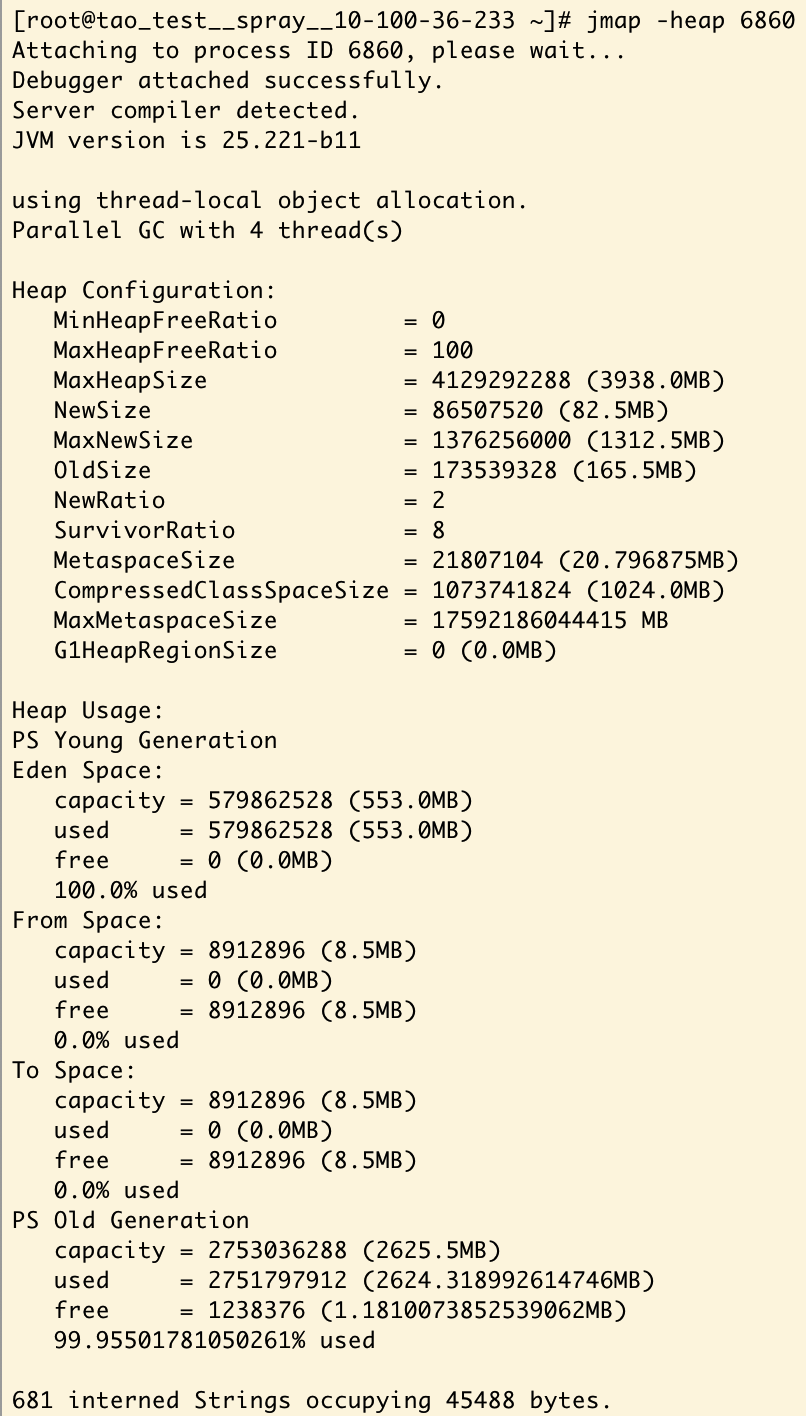 [root@tao_test__spray__10-100-36-233 ~]# jmap -heap 6860
Attaching to process ID 6860, please wait...
Debugger attached successfully.
Server compiler detected.
JVM version is 25.221-b11

using thread-local object allocation.
Parallel GC with 4 thread(s)

Heap Configuration:
   MinHeapFreeRatio         = 0
   MaxHeapFreeRatio         = 100
   MaxHeapSize              = 4129292288 (3938.0MB)
   NewSize                  = 86507520 (82.5MB)
   MaxNewSize               = 1376256000 (1312.5MB)
   OldSize                  = 173539328 (165.5MB)
   NewRatio                 = 2
   SurvivorRatio            = 8
   MetaspaceSize            = 21807104 (20.796875MB)
   CompressedClassSpaceSize = 1073741824 (1024.0MB)
   MaxMetaspaceSize         = 17592186044415 MB
   G1HeapRegionSize         = 0 (0.0MB)

Heap Usage:
PS Young Generation
Eden Space:
   capacity = 579862528 (553.0MB)
   used     = 579862528 (553.0MB)
   free     = 0 (0.0MB)
   100.0% used
From Space:
   capacity = 8912896 (8.5MB)
   used     = 0 (0.0MB)
   free     = 8912896 (8.5MB)
   0.0% used
To Space:
   capacity = 8912896 (8.5MB)
   used     = 0 (0.0MB)
   free     = 8912896 (8.5MB)
   0.0% used
PS Old Generation
   capacity = 2753036288 (2625.5MB)
   used     = 2751797912 (2624.318992614746MB)
   free     = 1238376 (1.1810073852539062MB)
   99.95501781050261% used

681 interned Strings occupying 45488 bytes.